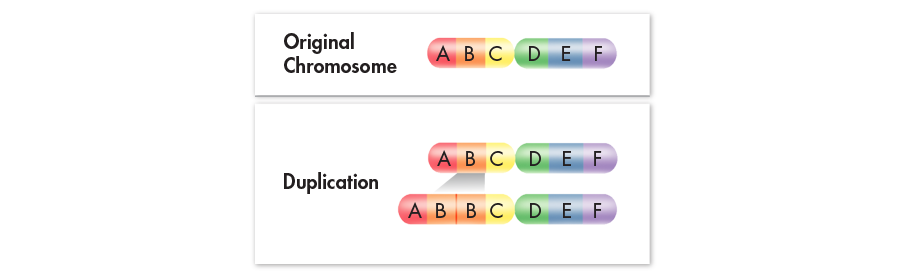 Original
Chromosome
A B C D E F
A B C D E F
Duplication
A B B C D E F